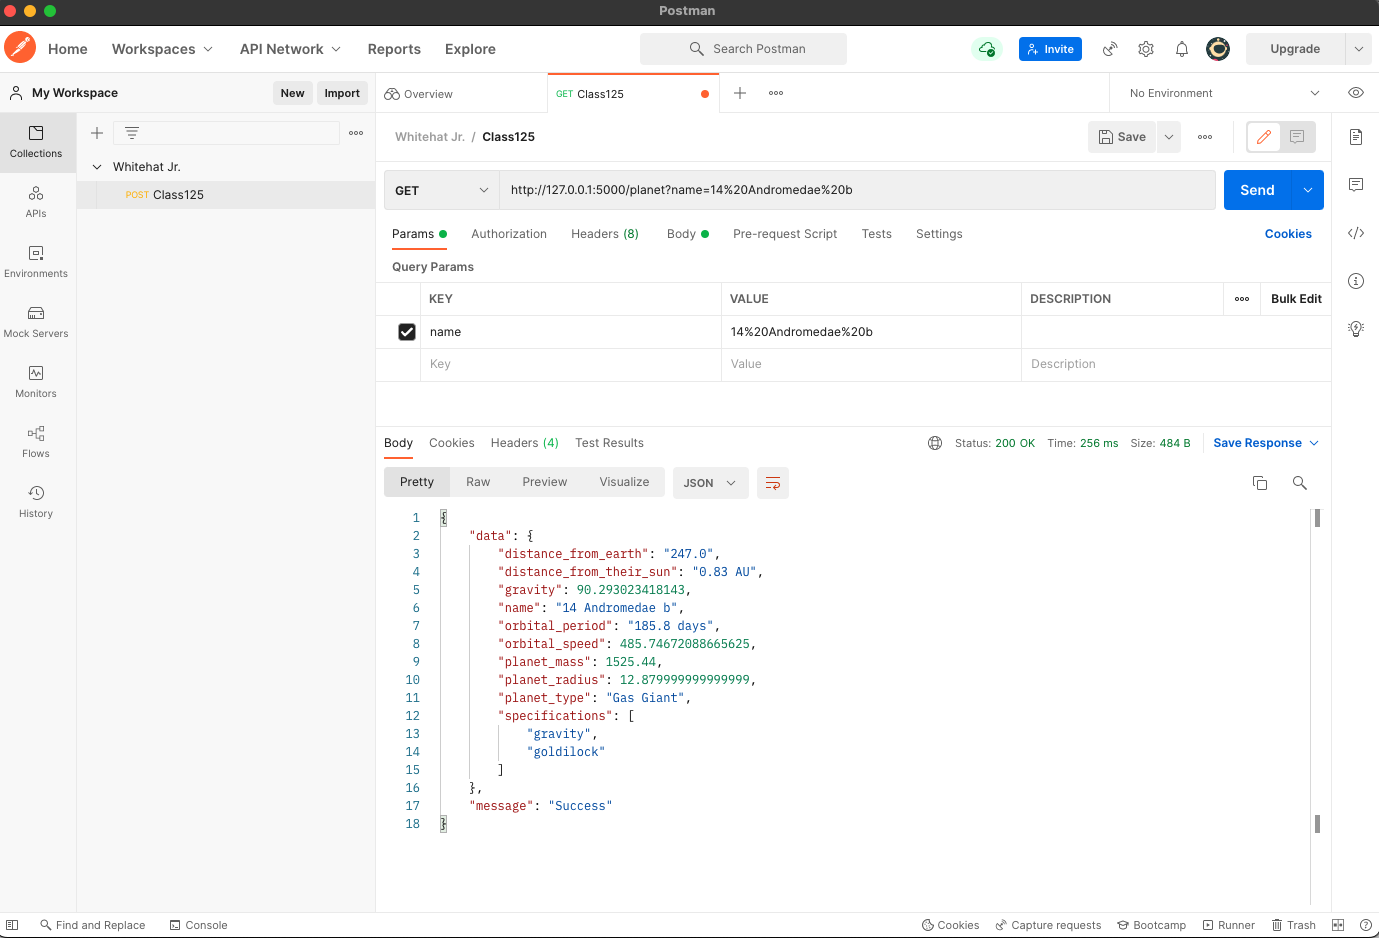 Postman
Home Workspaces API Network Reports Explore Search Postman Invite Upgrade
My Workspace New Import Overview GET Class125 No Environment
Collections
Whitehat Jr. / Class125 Save
Whitehat Jr.
POST Class125
GET http://127.0.0.1:5000/planet?name=14%20Andromedae%20b Send
APIs
Params Authorization Headers (8) Body Pre-request Script Tests Settings Cookies
Environments
Query Params
KEY VALUE DESCRIPTION Bulk Edit
Mock Servers
name 14%20Andromedae%20b
Key Value Description
Monitors
Body Cookies Headers (4) Test Results Status: 200 OK Time: 256 ms Size: 484 B Save Response
Flows
Pretty Raw Preview Visualize JSON
History
1 {
2 "data": {
3 "distance_from_earth": "247.0",
4 "distance_from_their_sun": "0.83 AU",
5 "gravity": 90.293023418143,
6 "name": "14 Andromedae b",
7 "orbital_period": "185.8 days",
8 "orbital_speed": 485.74672088665625,
9 "planet_mass": 1525.44,
10 "planet_radius": 12.879999999999999,
11 "planet_type": "Gas Giant",
12 "specifications": [
13 "gravity",
14 "goldilock"
15 ]
16 },
17 "message": "Success"
18 }
Find and Replace Console Cookies Capture requests Bootcamp Runner Trash